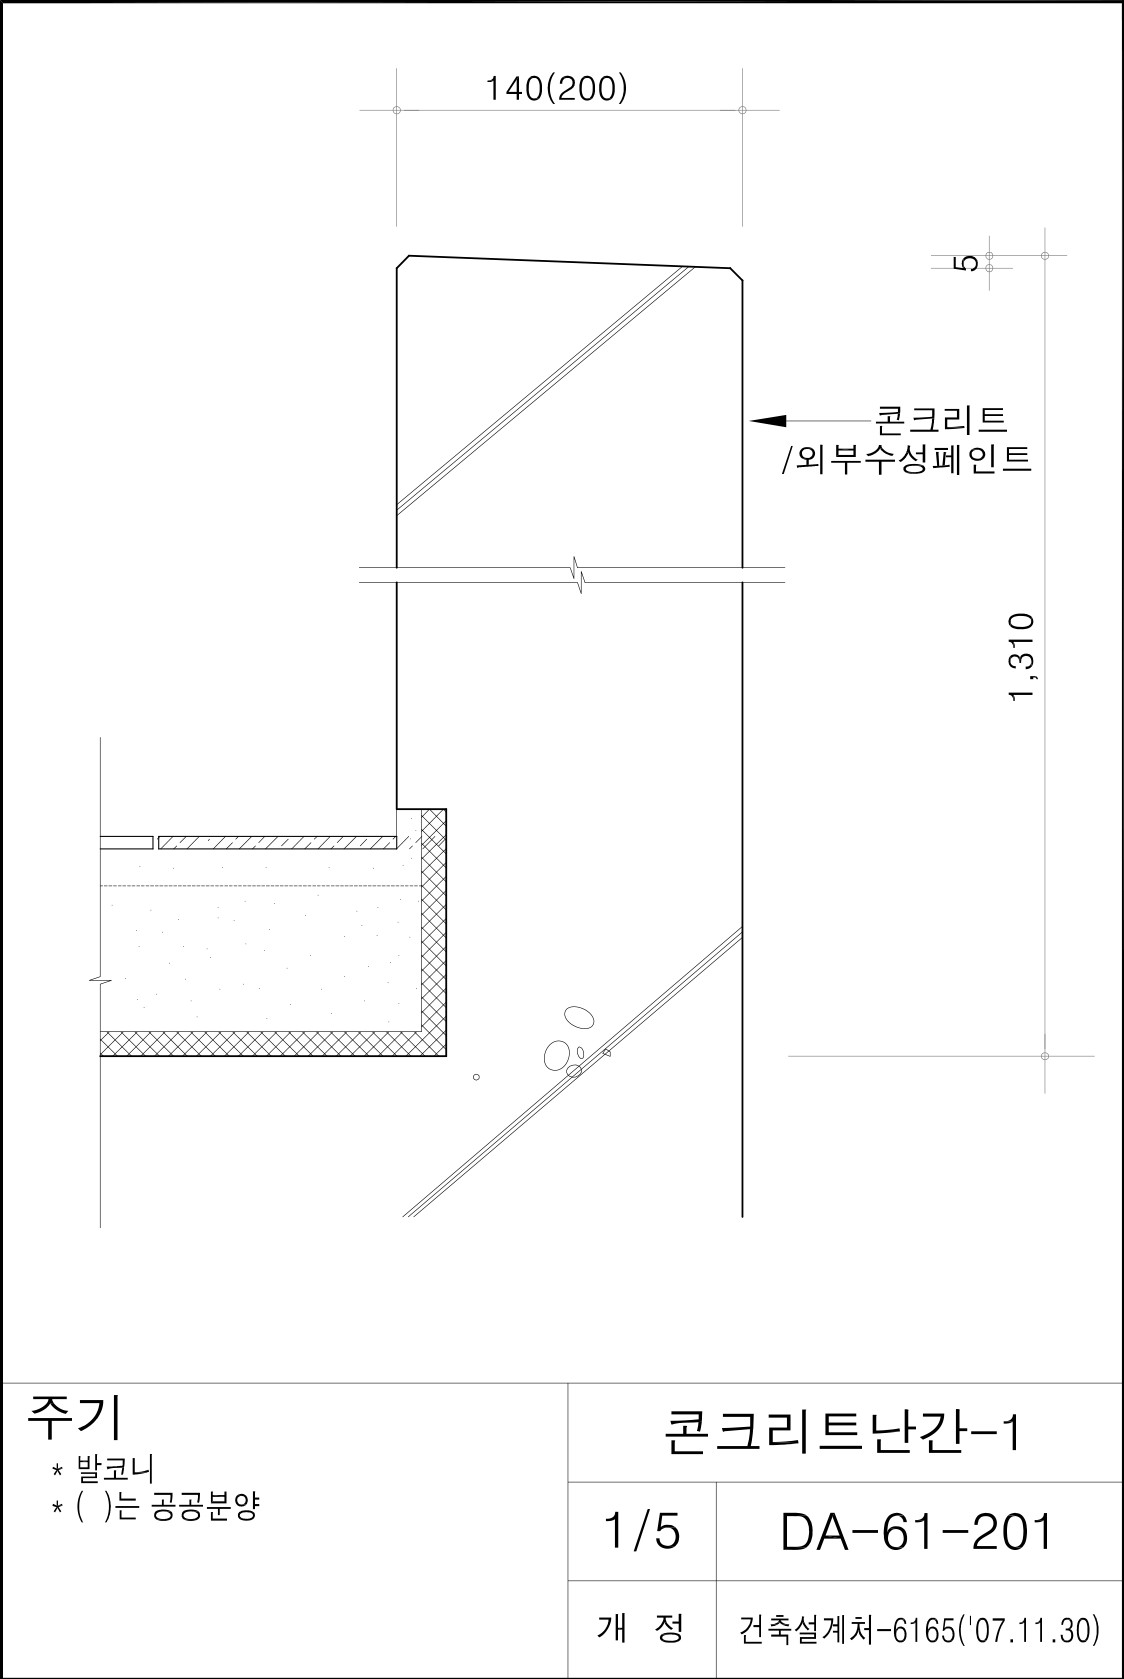 140(200)
5
콘크리트
/외부수성페인트
1,310
주기
* 발코니
* ( )는 공공분양
콘크리트난간-1
1/5
DA-61-201
개 정
건축설계처-6165('07.11.30)